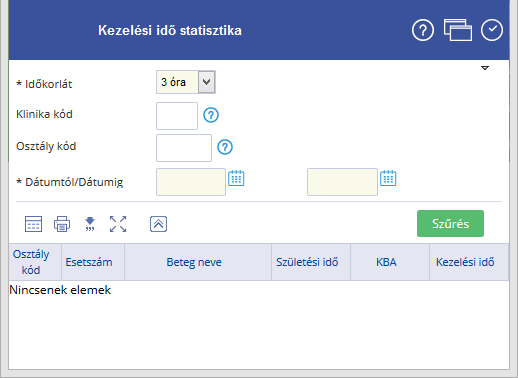 Kezelési idő statisztika
* Időkorlát
3 óra
Klinika kód
Osztály kód
* Dátumtól/Dátumig
Szűrés
Osztály kód
Esetszám
Beteg neve
Születési idő
KBA
Kezelési idő
Nincsenek elemek